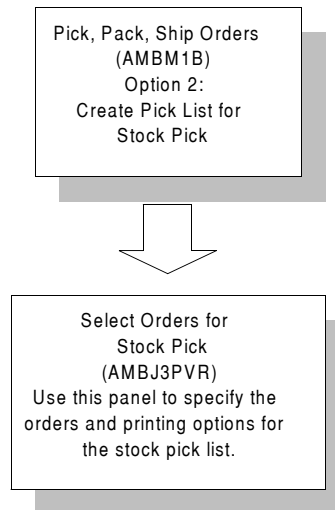 Pick, Pack, Ship Orders
(AMBM1B)
Option 2:
Create Pick List for
Stock Pick
Select Orders for
Stock Pick
(AMBJ3PVR)
Use this panel to specify the
orders and printing options for
the stock pick list.